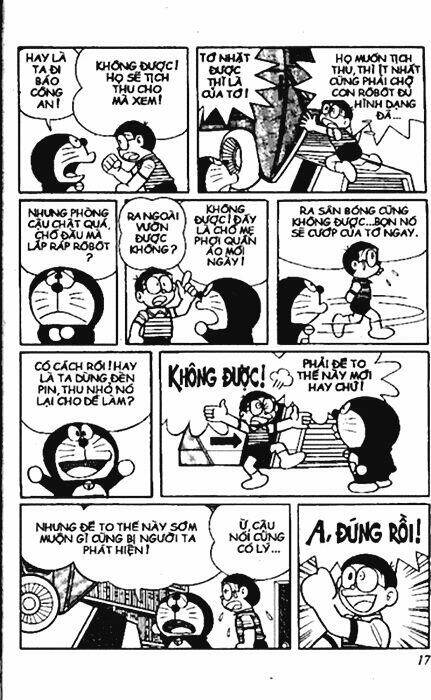 HAY LÀ
TA ĐI
BÁO
CÔNG
AN!
KHÔNG ĐƯỢC!
HỌ SẼ TỊCH
THU CHO
MÀ XEM!
TỚ NHẶT
ĐƯỢC
THÌ LÀ
CỦA TỚ!
HỌ MUỐN TỊCH
THU, THÌ ÍT NHẤT
CŨNG PHẢI CHỜ
CON RÔBỐT ĐỦ
HÌNH DẠNG
ĐÃ...
NHƯNG PHÒNG
CẬU CHẬT QUÁ,
CHỖ ĐÂU MÀ
LẮP RÁP RÔBỐT
?
RA NGOÀI
VƯỜN
ĐƯỢC
KHÔNG?
KHÔNG
ĐƯỢC! ĐÂY
LÀ CHỖ MẸ
PHƠI QUẦN
ÁO MỖI
NGÀY!
RA SÂN BÓNG CŨNG
KHÔNG ĐƯỢC...BỌN NÓ
SẼ CƯỚP CỦA TỚ NGAY.
CÓ CÁCH RỒI! HAY
LÀ TA DÙNG ĐÈN
PIN, THU NHỎ NÓ
LẠI CHO DỄ LÀM?
KHÔNG ĐƯỢC!
PHẢI ĐỂ TO
THẾ NÀY MỚI
HAY CHỨ!
NHƯNG ĐỂ TO THẾ NÀY SỚM
MUỘN GÌ CŨNG BỊ NGƯỜI TA
PHÁT HIỆN!
Ừ, CẬU
NÓI CŨNG
CÓ LÝ...
A, ĐÚNG RỒI!
17